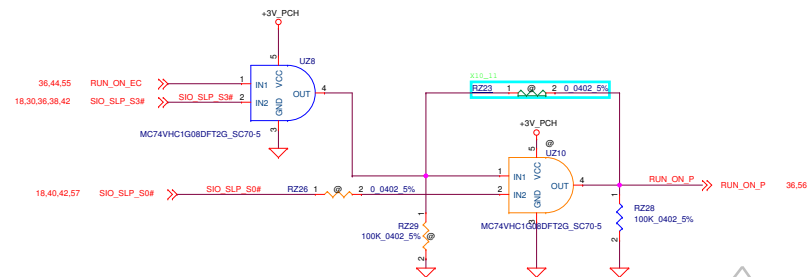 +3V_PCH
UZ8
X10_11
36,44,55 RUN_ON_EC
1 IN1 VCC 5
OUT 4
RZ23 1 @ 2 0_0402_5%
18,30,36,38,42 SIO_SLP_S3#
2 IN2 GND 3
MC74VHC1G08DFT2G_SC70-5
+3V_PCH
@
UZ10
1 IN1 VCC 5
OUT 4
RUN_ON_P RUN_ON_P 36,56
18,40,42,57 SIO_SLP_S0# SIO_SLP_S0# RZ26 1 @ 2 0_0402_5%
2 IN2 GND 3
RZ29 1
100K_0402_5% @
2
MC74VHC1G08DFT2G_SC70-5
1 RZ28
100K_0402_5%
2